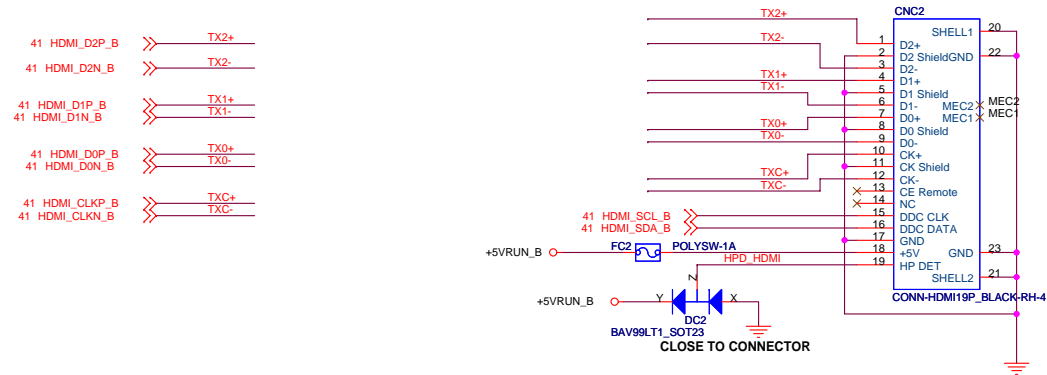 41 HDMI_D2P_B TX2+
41 HDMI_D2N_B TX2-
41 HDMI_D1P_B TX1+
41 HDMI_D1N_B TX1-
41 HDMI_D0P_B TX0+
41 HDMI_D0N_B TX0-
41 HDMI_CLKP_B TXC+
41 HDMI_CLKN_B TXC-
CNC2
TX2+ 1 D2+
2 D2 Shield
TX2- 3 D2-
TX1+ 4 D1+
5 D1 Shield
TX1- 6 D1-
TX0+ 7 D0+
8 D0 Shield
TX0- 9 D0-
TXC+ 10 CK+
11 CK Shield
TXC- 12 CK-
13 CE Remote
14 NC
41 HDMI_SCL_B 15 DDC CLK
41 HDMI_SDA_B 16 DDC DATA
17 GND
+5VRUN_B FC2 POLYSW-1A 18 +5V
HPD_HDMI 19 HP DET
SHELL1 20
GND 22
MEC2 MEC2
MEC1 MEC1
GND 23
SHELL2 21
CONN-HDMI19P_BLACK-RH-4
Z
+5VRUN_B Y X
DC2
BAV99LT1_SOT23
CLOSE TO CONNECTOR